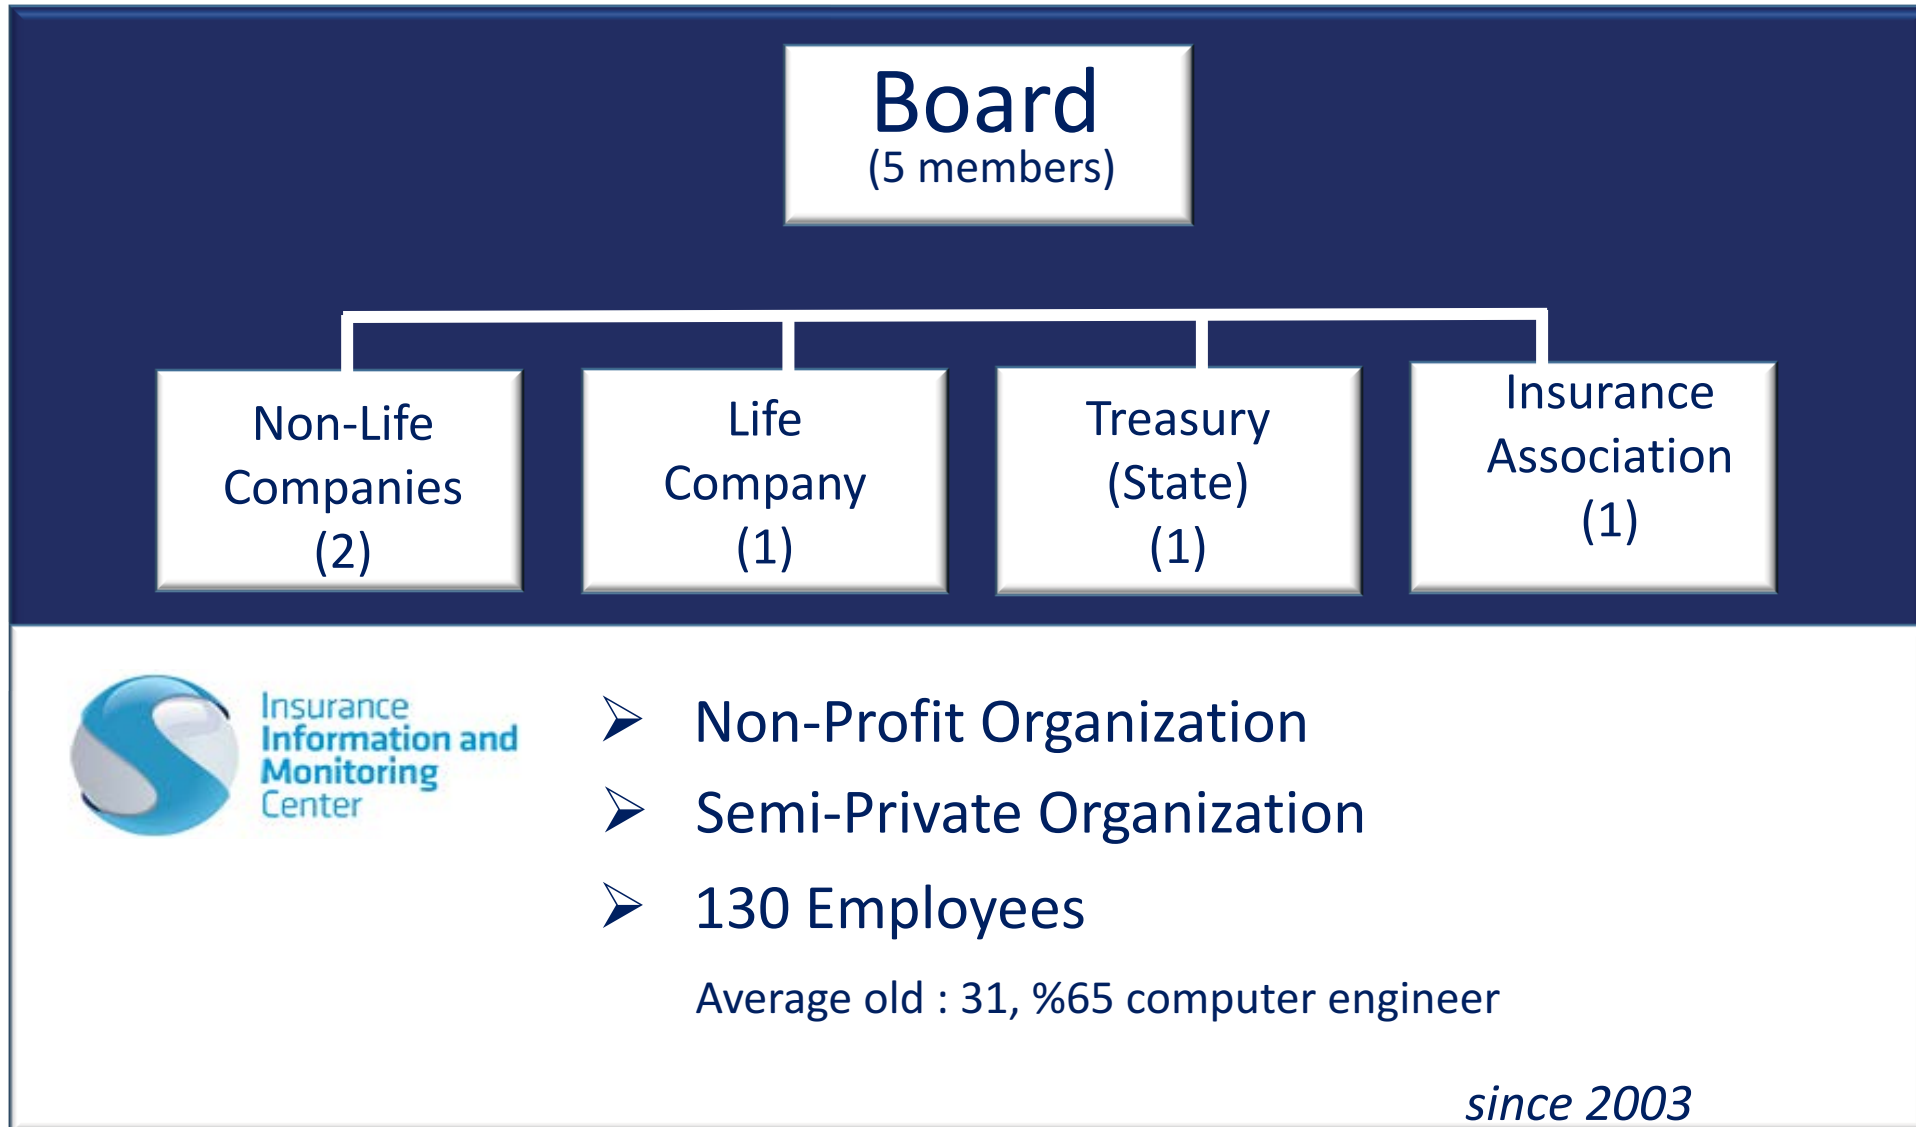 Board
(5 members)
Non-Life
Companies
(2)
Life
Company
(1)
Treasury
(State)
(1)
Insurance
Association
(1)
Insurance
Information and
Monitoring
Center
➢ Non-Profit Organization
➢ Semi-Private Organization
➢ 130 Employees
Average old : 31, %65 computer engineer
since 2003